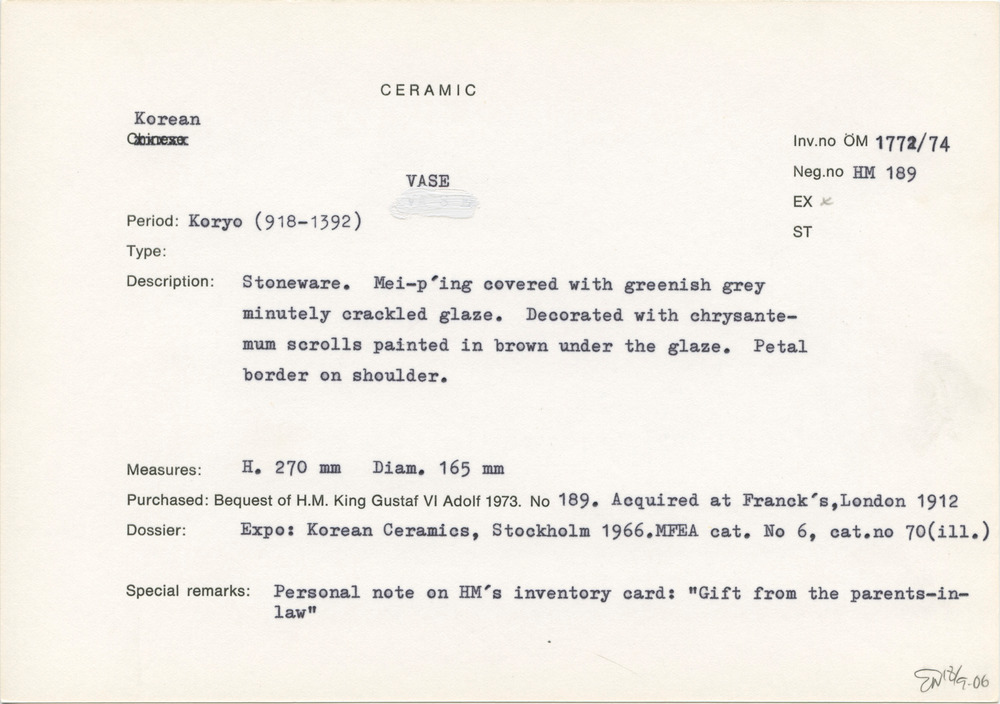 CERAMIC
Korean
Chinese
Inv.no ÖM 1772/74
VASE
Neg.no HM 189
EX x
Period: Koryo (918-1392)
ST
Type:
Description: Stoneware. Mei-p´ing covered with greenish grey
minutely crackled glaze. Decorated with chrysante-
mum scrolls painted in brown under the glaze. Petal
border on shoulder.
Measures: H. 270 mm Diam. 165 mm
Purchased: Bequest of H.M. King Gustaf VI Adolf 1973. No 189. Acquired at Franck´s,London 1912
Dossier: Expo: Korean Ceramics, Stockholm 1966.MFEA cat. No 6, cat.no 70(ill.)
Special remarks: Personal note on HM´s inventory card: "Gift from the parents-in-
law"